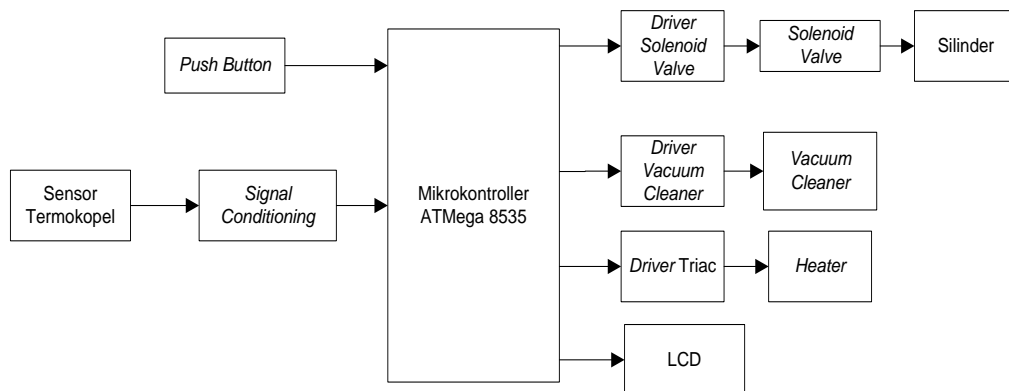 Push Button
Sensor
Termokopel
Signal
Conditioning
Mikrokontroller
ATMega 8535
Driver
Solenoid
Valve
Solenoid
Valve
Silinder
Driver
Vacuum
Cleaner
Vacuum
Cleaner
Driver Triac
Heater
LCD